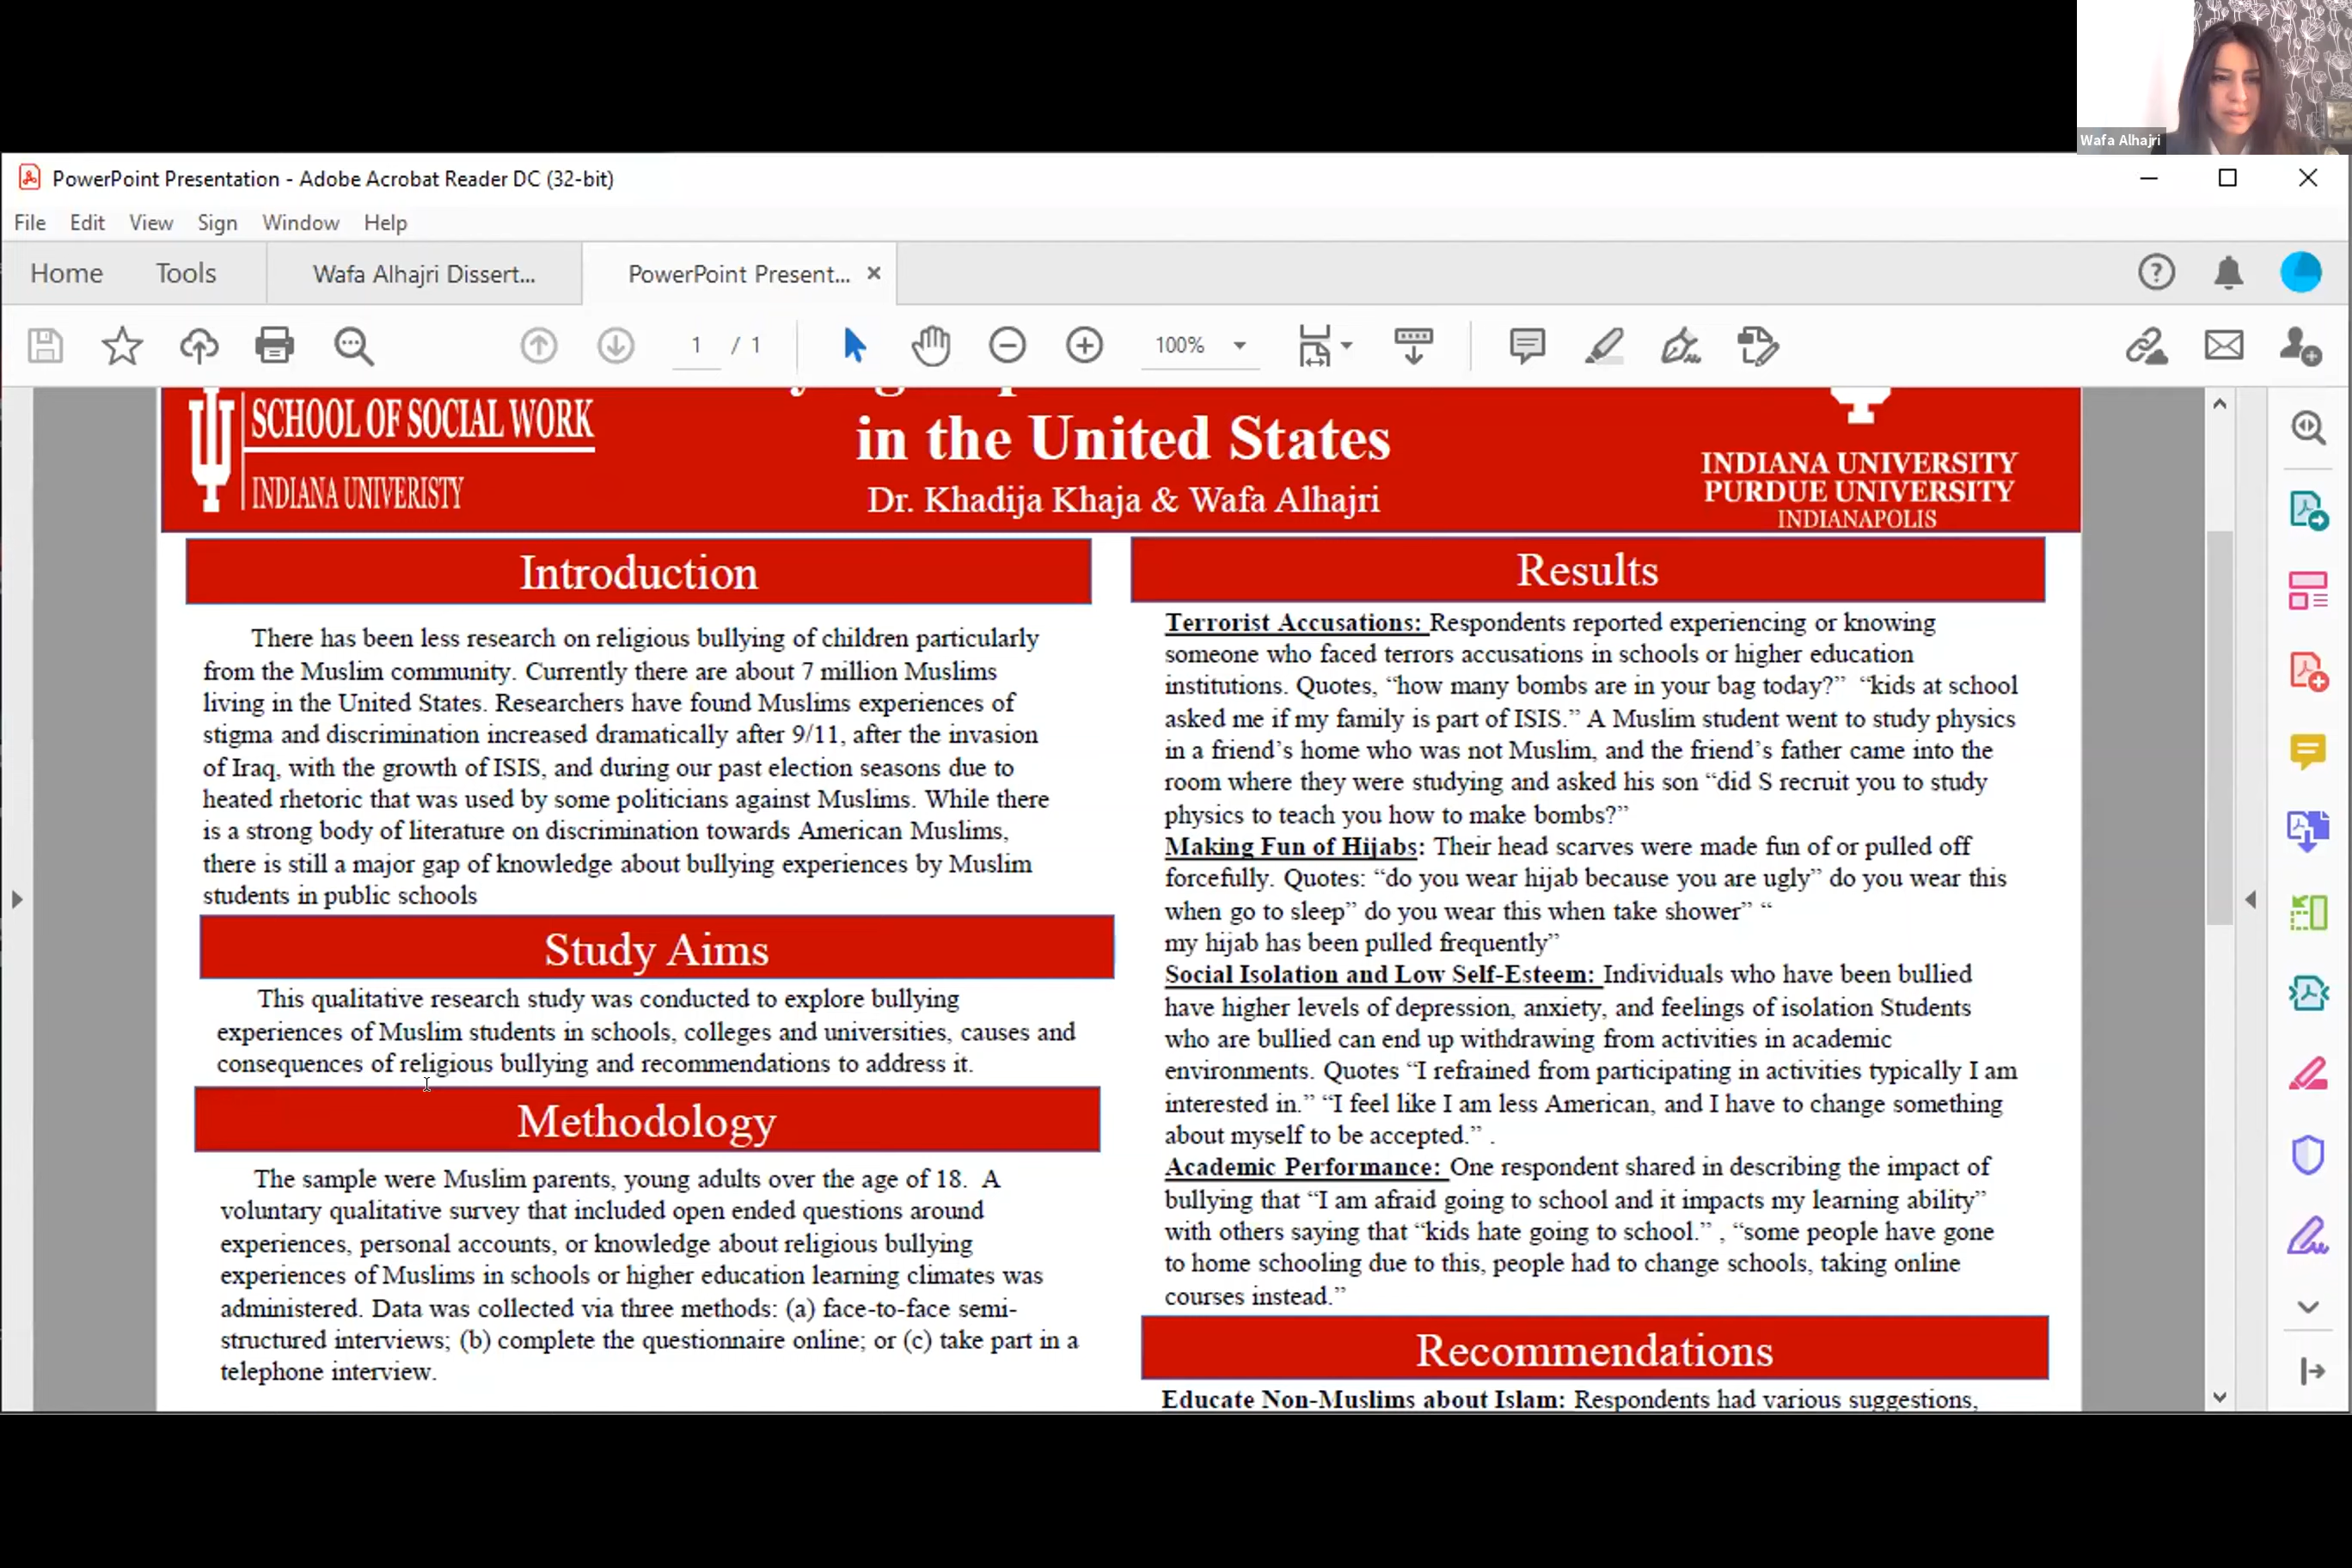 Wafa Alhajri
PowerPoint Presentation - Adobe Acrobat Reader DC (32-bit)
File Edit View Sign Window Help
Home Tools Wafa Alhajri Dissert... PowerPoint Present...
1 / 1 100%
SCHOOL OF SOCIAL WORK
INDIANA UNIVERISTY
in the United States
Dr. Khadija Khaja & Wafa Alhajri
INDIANA UNIVERSITY
PURDUE UNIVERSITY
INDIANAPOLIS
Introduction
There has been less research on religious bullying of children particularly
from the Muslim community. Currently there are about 7 million Muslims
living in the United States. Researchers have found Muslims experiences of
stigma and discrimination increased dramatically after 9/11, after the invasion
of Iraq, with the growth of ISIS, and during our past election seasons due to
heated rhetoric that was used by some politicians against Muslims. While there
is a strong body of literature on discrimination towards American Muslims,
there is still a major gap of knowledge about bullying experiences by Muslim
students in public schools
Study Aims
This qualitative research study was conducted to explore bullying
experiences of Muslim students in schools, colleges and universities, causes and
consequences of religious bullying and recommendations to address it.
Methodology
The sample were Muslim parents, young adults over the age of 18. A
voluntary qualitative survey that included open ended questions around
experiences, personal accounts, or knowledge about religious bullying
experiences of Muslims in schools or higher education learning climates was
administered. Data was collected via three methods: (a) face-to-face semi-
structured interviews; (b) complete the questionnaire online; or (c) take part in a
telephone interview.
Results
Terrorist Accusations: Respondents reported experiencing or knowing
someone who faced terrors accusations in schools or higher education
institutions. Quotes, “how many bombs are in your bag today?” “kids at school
asked me if my family is part of ISIS.” A Muslim student went to study physics
in a friend’s home who was not Muslim, and the friend’s father came into the
room where they were studying and asked his son “did S recruit you to study
physics to teach you how to make bombs?”
Making Fun of Hijabs: Their head scarves were made fun of or pulled off
forcefully. Quotes: “do you wear hijab because you are ugly” do you wear this
when go to sleep” do you wear this when take shower” “
my hijab has been pulled frequently”
Social Isolation and Low Self-Esteem: Individuals who have been bullied
have higher levels of depression, anxiety, and feelings of isolation Students
who are bullied can end up withdrawing from activities in academic
environments. Quotes “I refrained from participating in activities typically I am
interested in.” “I feel like I am less American, and I have to change something
about myself to be accepted.” .
Academic Performance: One respondent shared in describing the impact of
bullying that “I am afraid going to school and it impacts my learning ability”
with others saying that “kids hate going to school.” , “some people have gone
to home schooling due to this, people had to change schools, taking online
courses instead.”
Recommendations
Educate Non-Muslims about Islam: Respondents had various suggestions,